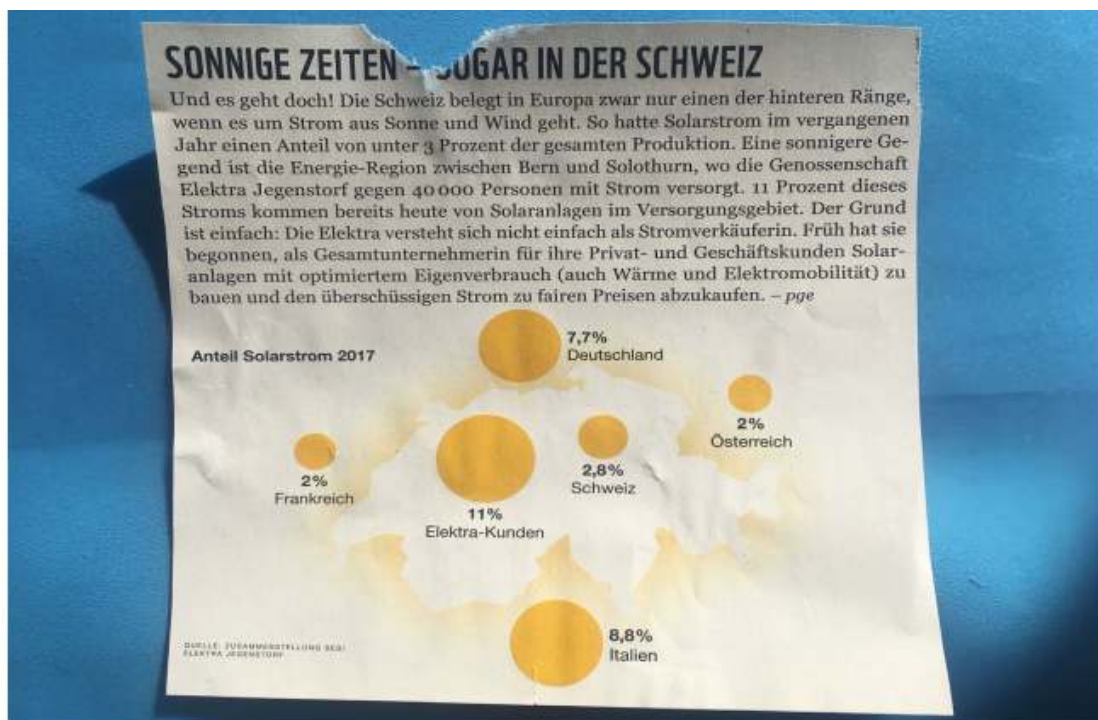 SONNIGE ZEITEN – SOGAR IN DER SCHWEIZ
Und es geht doch! Die Schweiz belegt in Europa zwar nur einen der hinteren Ränge,
wenn es um Strom aus Sonne und Wind geht. So hatte Solarstrom im vergangenen
Jahr einen Anteil von unter 3 Prozent der gesamten Produktion. Eine sonnigere Ge-
gend ist die Energie-Region zwischen Bern und Solothurn, wo die Genossenschaft
Elektra Jegenstorf gegen 40 000 Personen mit Strom versorgt. 11 Prozent dieses
Stroms kommen bereits heute von Solaranlagen im Versorgungsgebiet. Der Grund
ist einfach: Die Elektra versteht sich nicht einfach als Stromverkäuferin. Früh hat sie
begonnen, als Gesamtunternehmerin für ihre Privat- und Geschäftskunden Solar-
anlagen mit optimiertem Eigenverbrauch (auch Wärme und Elektromobilität) zu
bauen und den überschüssigen Strom zu fairen Preisen abzukaufen. – pge
Anteil Solarstrom 2017
7,7%
Deutschland
2%
Österreich
2%
Frankreich
2,8%
Schweiz
11%
Elektra-Kunden
8,8%
Italien
QUELLE: ZUSAMMENSTELLUNG SES/
ELEKTRA JEGENSTORF